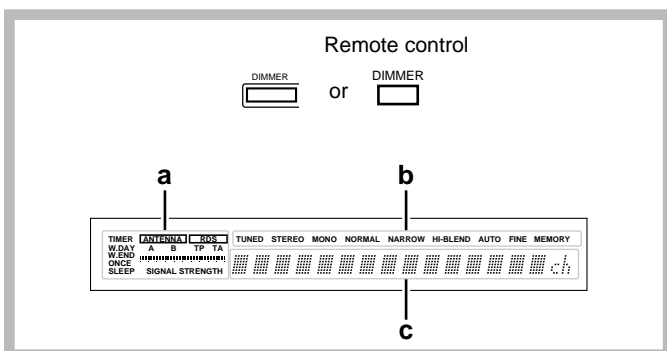 Remote control
DIMMER or DIMMER
a b
TIMER ANTENNA RDS TUNED STEREO MONO NORMAL NARROW HI-BLEND AUTO FINE MEMORY
W.DAY A B TP TA
W.END
ONCE
SLEEP SIGNAL STRENGTH ch
c